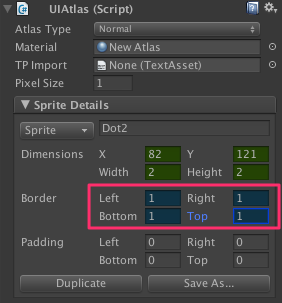 UIAtlas (Script)
Atlas Type Normal
Material New Atlas
TP Import None (TextAsset)
Pixel Size 1
Sprite Details
Sprite Dot2
Dimensions X 82 Y 121
Width 2 Height 2
Border Left 1 Right 1
Bottom 1 Top 1
Padding Left 0 Right 0
Bottom 0 Top 0
Duplicate Save As...